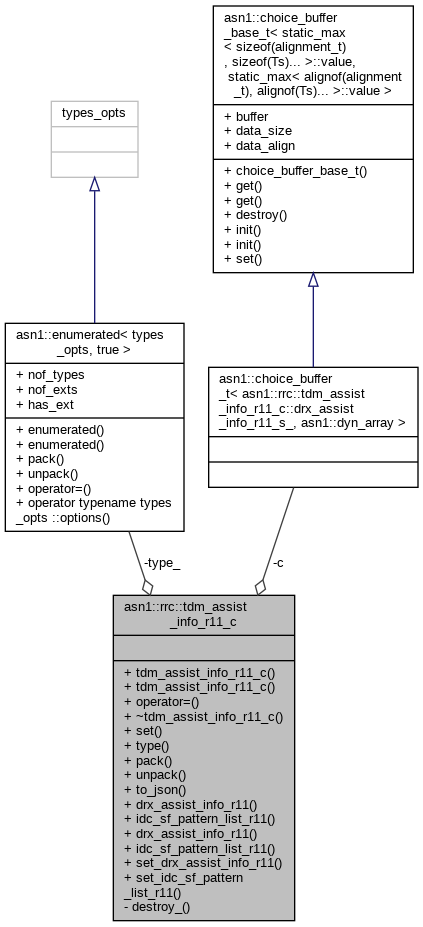 asn1::choice_buffer
_base_t< static_max
< sizeof(alignment_t)
, sizeof(Ts)... >::value,
static_max< alignof(alignment
_t), alignof(Ts)... >::value >
+ buffer
+ data_size
+ data_align
+ choice_buffer_base_t()
+ get()
+ get()
+ destroy()
+ init()
+ init()
+ set()
types_opts
asn1::enumerated< types
_opts, true >
+ nof_types
+ nof_exts
+ has_ext
+ enumerated()
+ enumerated()
+ pack()
+ unpack()
+ operator=()
+ operator typename types
_opts ::options()
asn1::choice_buffer
_t< asn1::rrc::tdm_assist
_info_r11_c::drx_assist
_info_r11_s_, asn1::dyn_array >
-type_
-c
asn1::rrc::tdm_assist
_info_r11_c
+ tdm_assist_info_r11_c()
+ tdm_assist_info_r11_c()
+ operator=()
+ ~tdm_assist_info_r11_c()
+ set()
+ type()
+ pack()
+ unpack()
+ to_json()
+ drx_assist_info_r11()
+ idc_sf_pattern_list_r11()
+ drx_assist_info_r11()
+ idc_sf_pattern_list_r11()
+ set_drx_assist_info_r11()
+ set_idc_sf_pattern
_list_r11()
- destroy_()